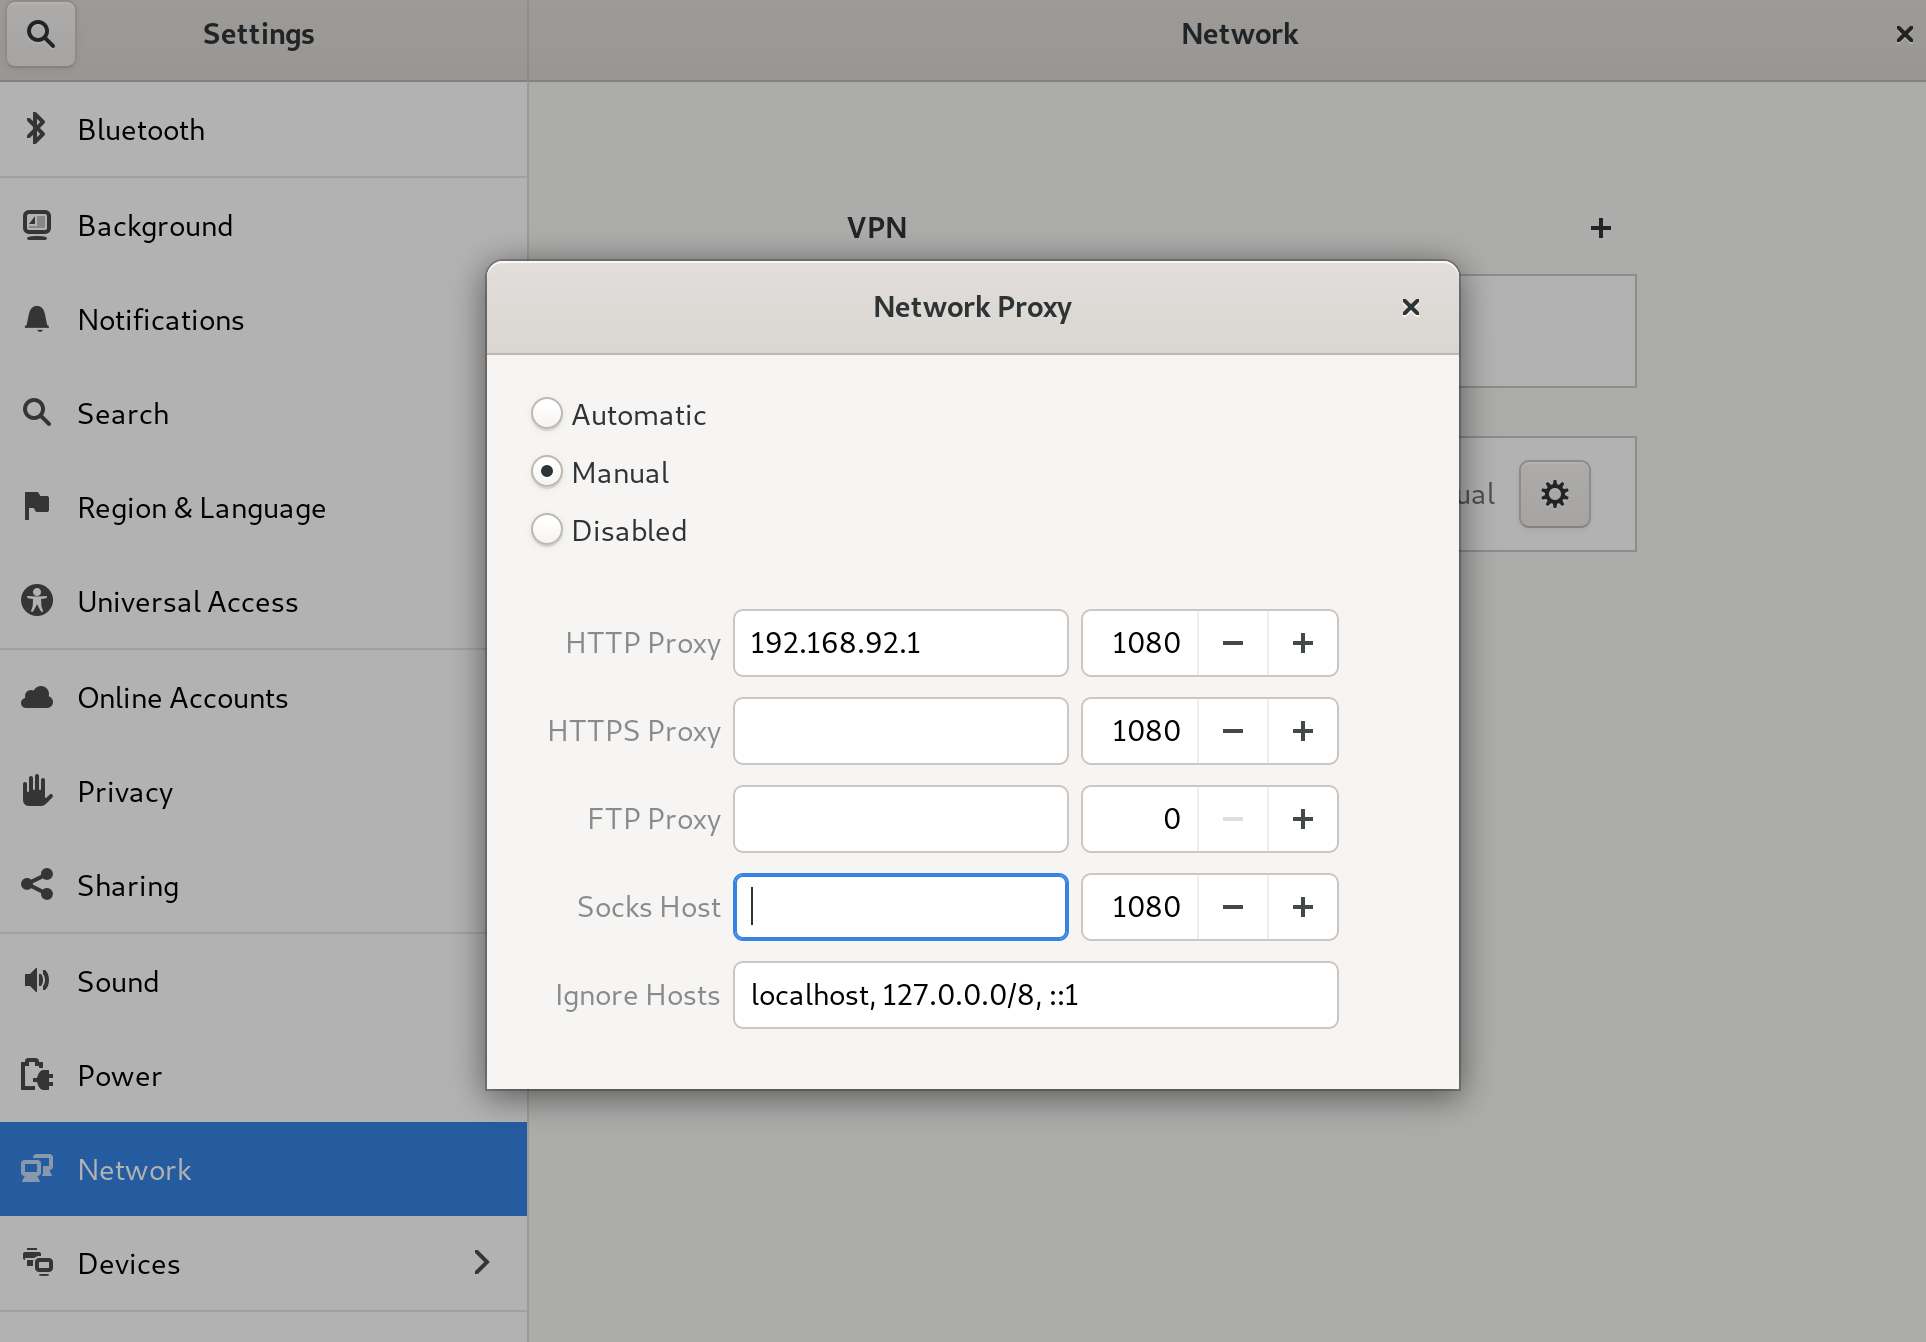 Settings
Network
Bluetooth
Background
Notifications
Search
Region & Language
Universal Access
Online Accounts
Privacy
Sharing
Sound
Power
Network
Devices
VPN
ual
Network Proxy
Automatic
Manual
Disabled
HTTP Proxy 192.168.92.1 1080
HTTPS Proxy 1080
FTP Proxy 0
Socks Host 1080
Ignore Hosts localhost, 127.0.0.0/8, ::1